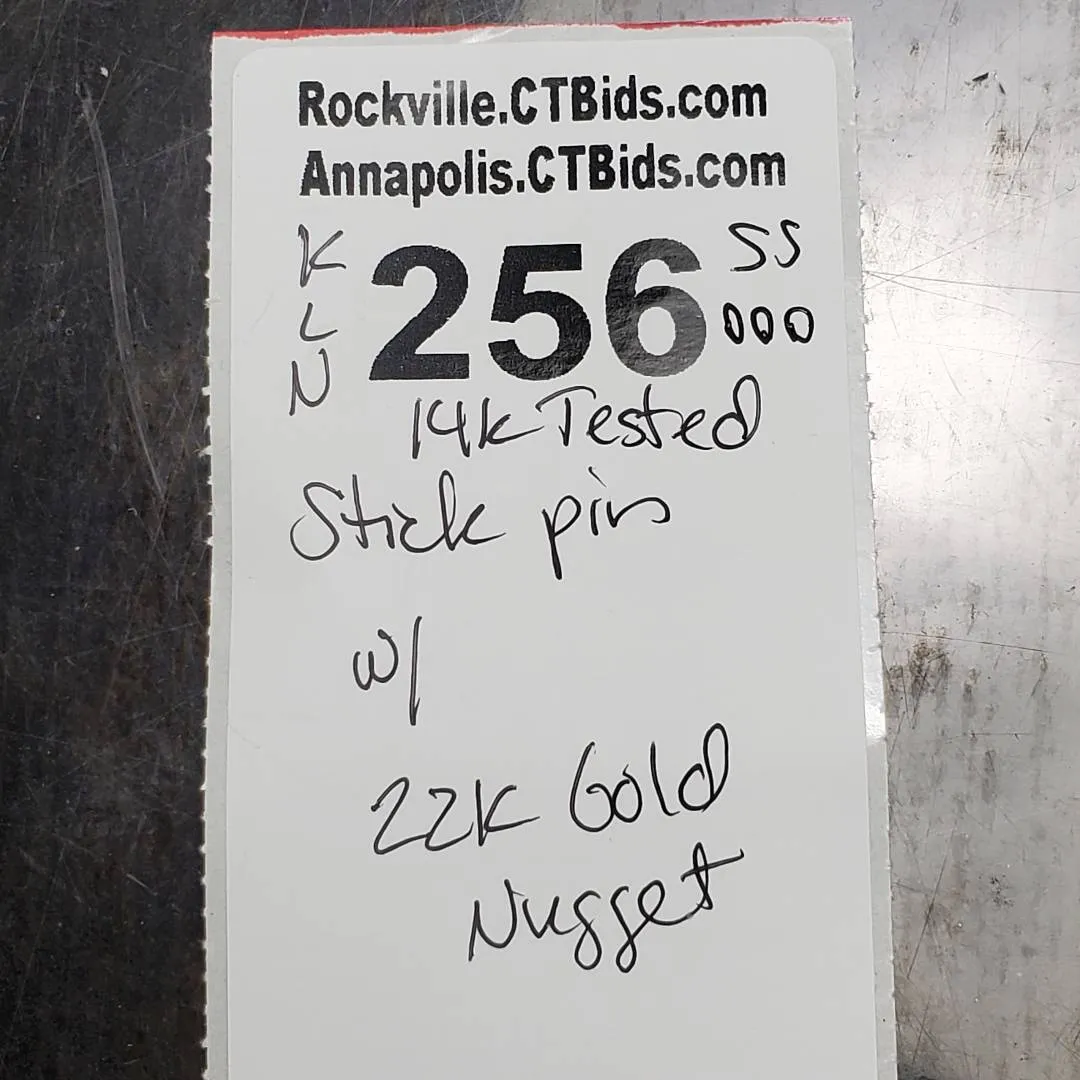 Rockville.CTBids.com
Annapolis.CTBids.com
K
L
N
256
SS
000
14k Tested
Stick pin
w/
22K Gold
Nugget